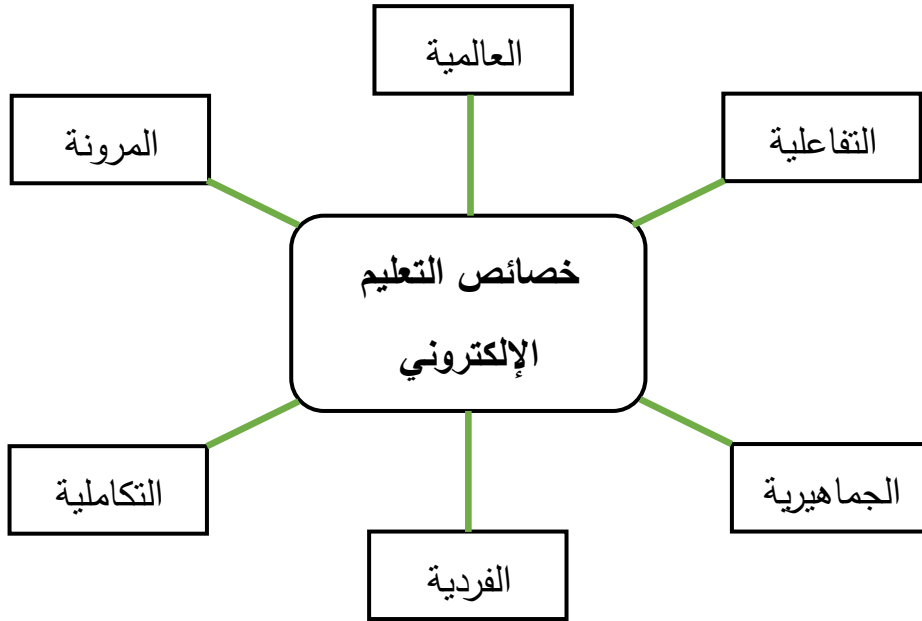 العالمية
التفاعلية
المرونة
خصائص التعليم
الإلكتروني
الجماهيرية
التكاملية
الفردية